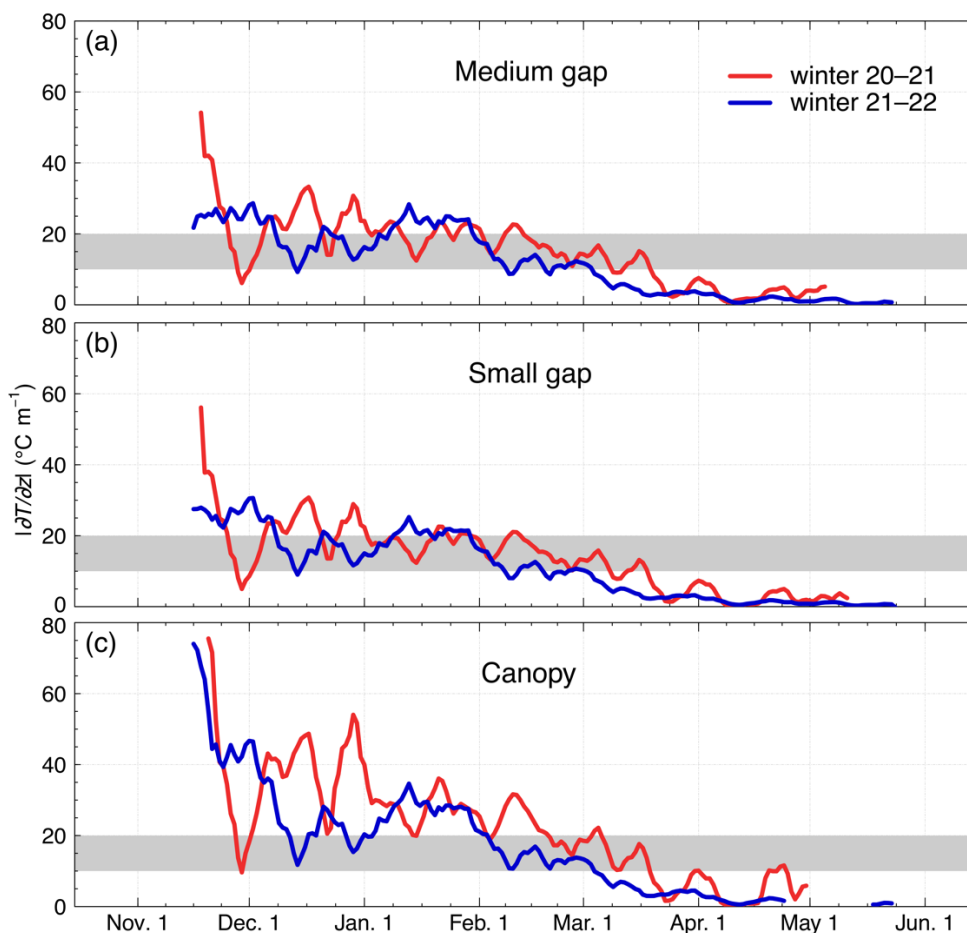 (a)
Medium gap
winter 20–21
winter 21–22
80
60
40
20
0
(b)
Small gap
80
60
40
20
0
|∂T/∂z| (°C m⁻¹)
(c)
Canopy
80
60
40
20
0
Nov. 1 Dec. 1 Jan. 1 Feb. 1 Mar. 1 Apr. 1 May 1 Jun. 1